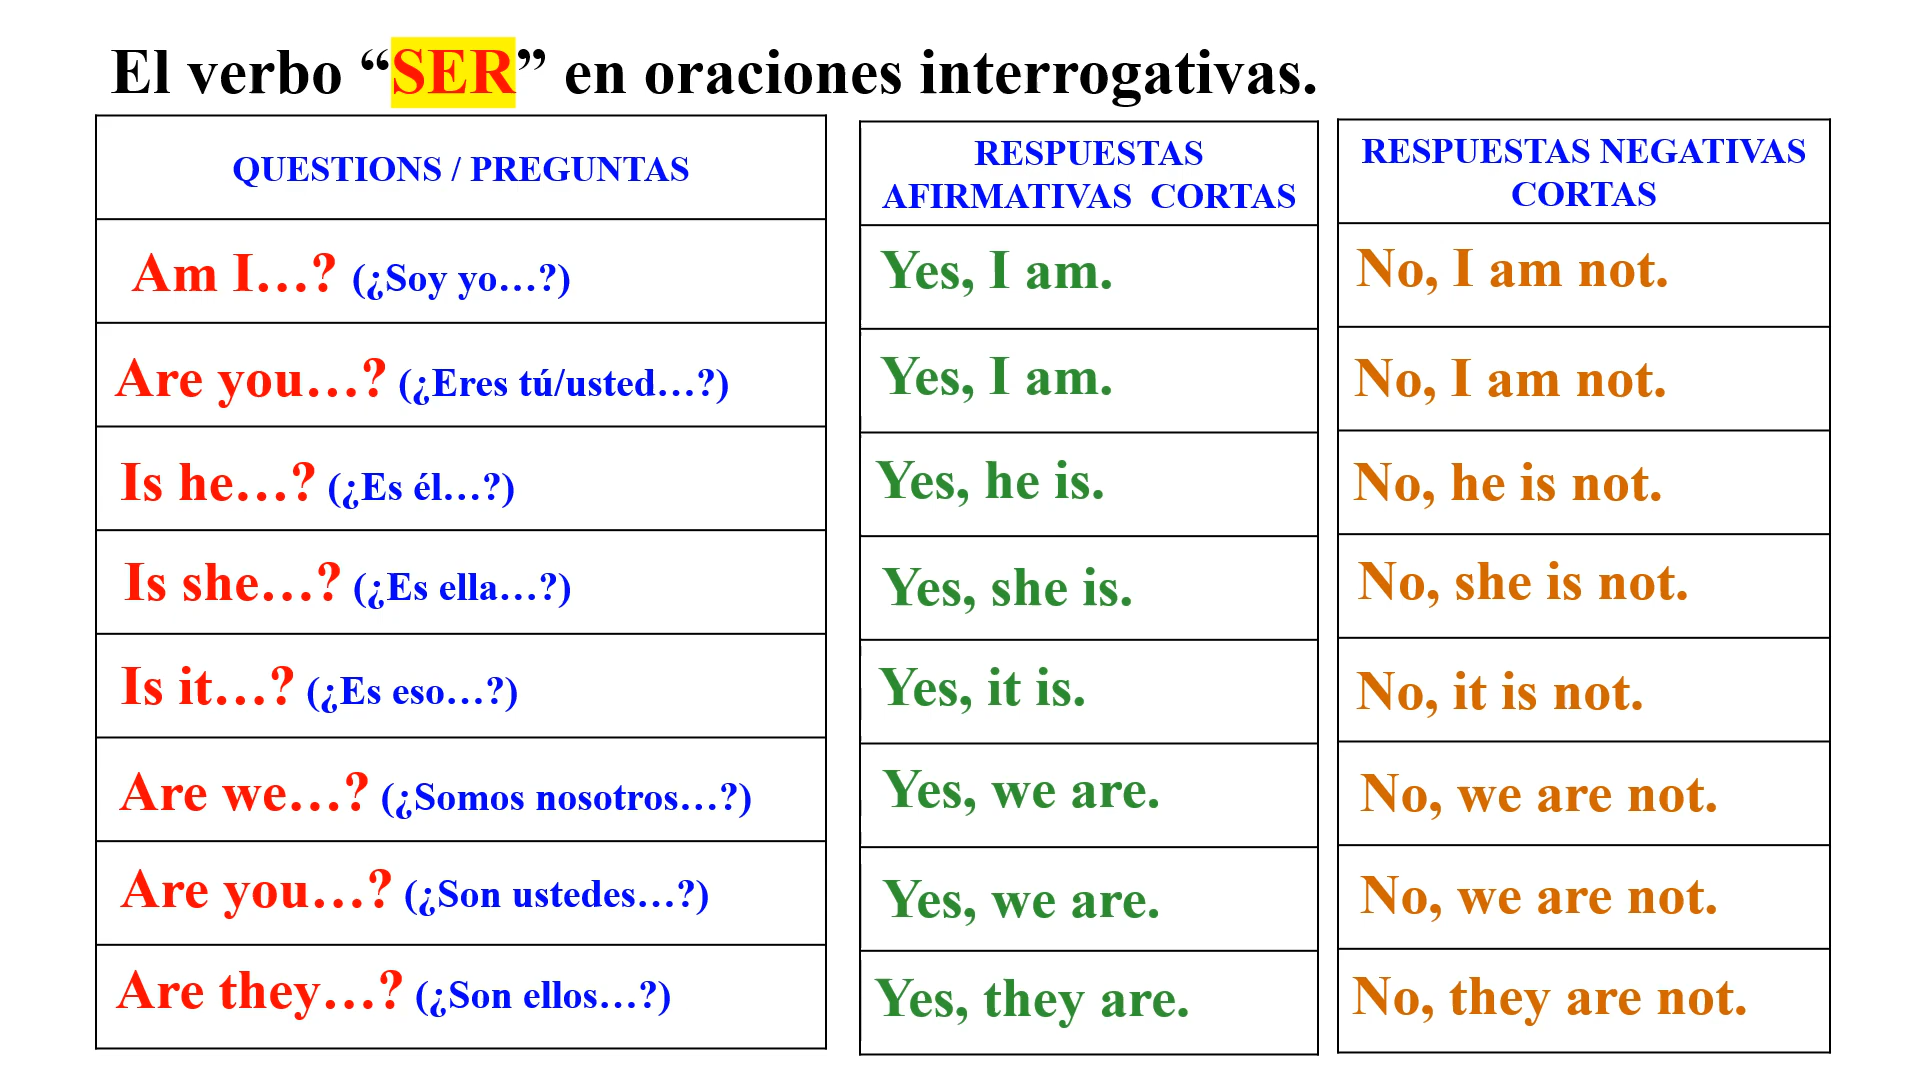 El verbo “SER” en oraciones interrogativas.
QUESTIONS / PREGUNTAS
RESPUESTAS
AFIRMATIVAS  CORTAS
RESPUESTAS NEGATIVAS
CORTAS
Am I…? (¿Soy yo…?)
Yes, I am.
No, I am not.
Are you…? (¿Eres tú/usted…?)
Yes, I am.
No, I am not.
Is he…? (¿Es él…?)
Yes, he is.
No, he is not.
Is she…? (¿Es ella…?)
Yes, she is.
No, she is not.
Is it…? (¿Es eso…?)
Yes, it is.
No, it is not.
Are we…? (¿Somos nosotros…?)
Yes, we are.
No, we are not.
Are you…? (¿Son ustedes…?)
Yes, we are.
No, we are not.
Are they…? (¿Son ellos…?)
Yes, they are.
No, they are not.